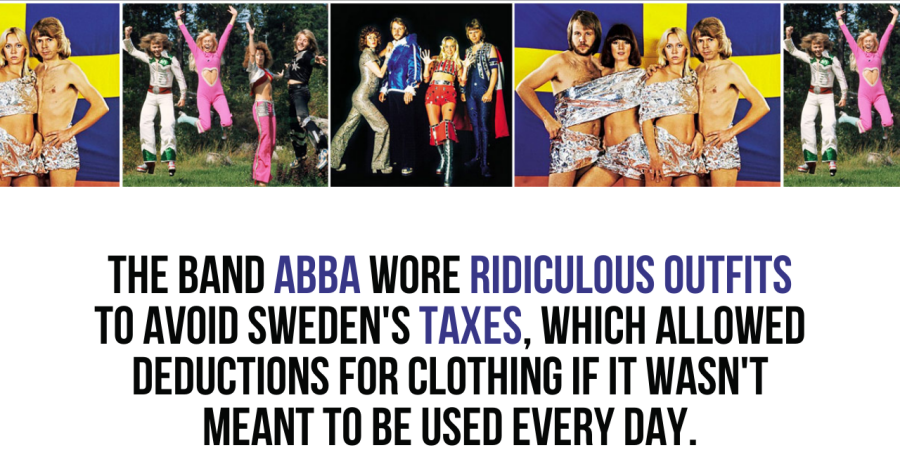 THE BAND ABBA WORE RIDICULOUS OUTFITS
TO AVOID SWEDEN'S TAXES, WHICH ALLOWED
DEDUCTIONS FOR CLOTHING IF IT WASN'T
MEANT TO BE USED EVERY DAY.